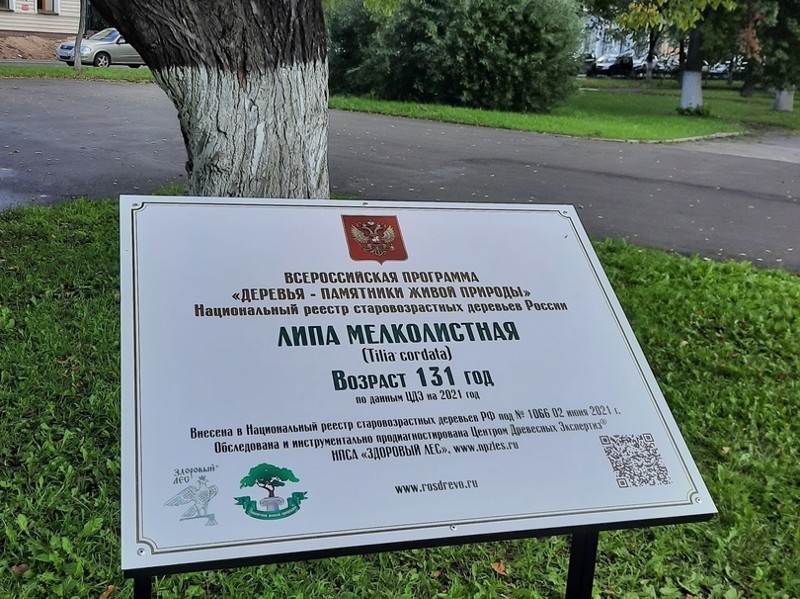 ВСЕРОССИЙСКАЯ ПРОГРАММА
«ДЕРЕВЬЯ - ПАМЯТНИКИ ЖИВОЙ ПРИРОДЫ»
Национальный реестр старовозрастных деревьев России
ЛИПА МЕЛКОЛИСТНАЯ
(Tilia cordata)
Возраст 131 год
по данным ЦДЭ на 2021 год
Внесена в Национальный реестр старовозрастных деревьев РФ под № 1066 02 июня 2021 г.
Обследована и инструментально продиагностирована Центром Древесных Экспертиз®
НПСА «ЗДОРОВЫЙ ЛЕС». www.npzles.ru
Здоровый
ЛЕС
www.rosdrevo.ru